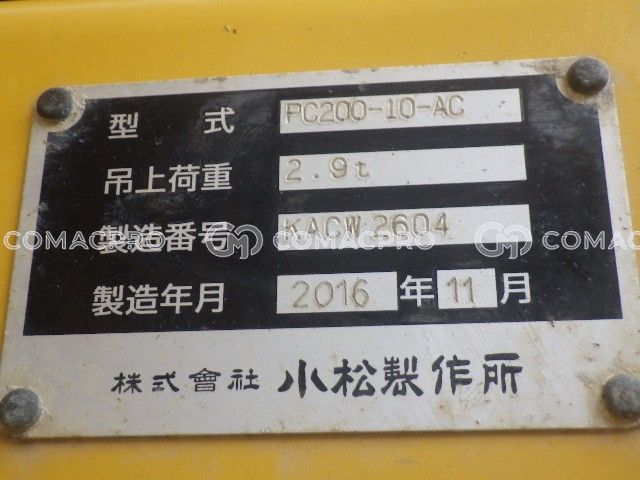 型式 PC200-10-AC
吊上荷重 2.9t
製造番号 KACW 2604
COMACPRO COMACPRO COMACPRO
製造年月 2016 年 11 月
株式會社 小松製作所